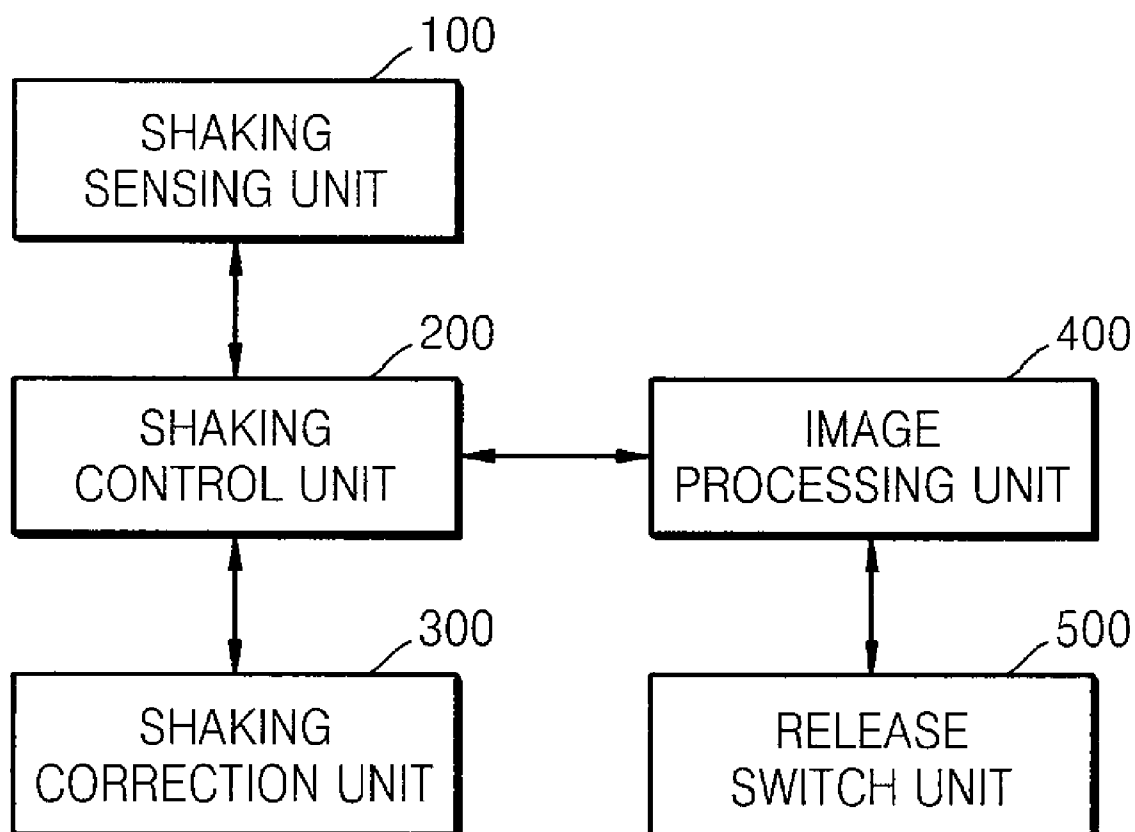 100
SHAKING
SENSING UNIT
200
SHAKING
CONTROL UNIT
400
IMAGE
PROCESSING UNIT
300
SHAKING
CORRECTION UNIT
500
RELEASE
SWITCH UNIT